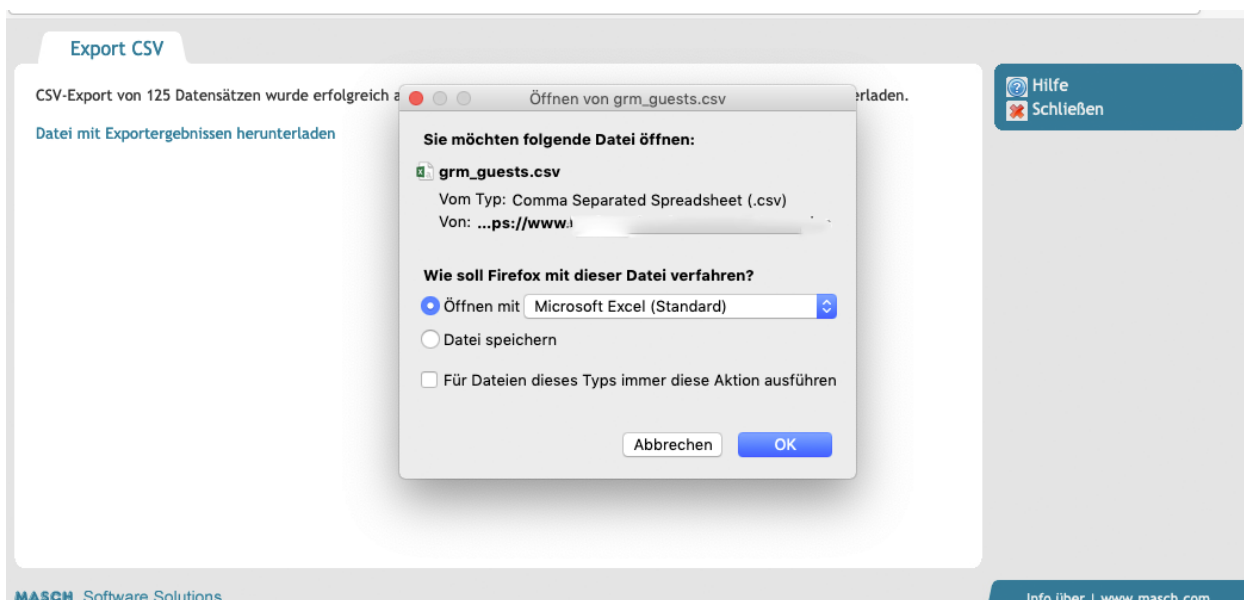 Export CSV
CSV-Export von 125 Datensätzen wurde erfolgreich
erladen.
Datei mit Exportergebnissen herunterladen
Hilfe
Schließen
Öffnen von grm_guests.csv
Sie möchten folgende Datei öffnen:
grm_guests.csv
Vom Typ: Comma Separated Spreadsheet (.csv)
Von: ...ps://www.
Wie soll Firefox mit dieser Datei verfahren?
Öffnen mit Microsoft Excel (Standard)
Datei speichern
Für Dateien dieses Typs immer diese Aktion ausführen
Abbrechen OK
MASCH Software Solutions
Info über | www.masch.com